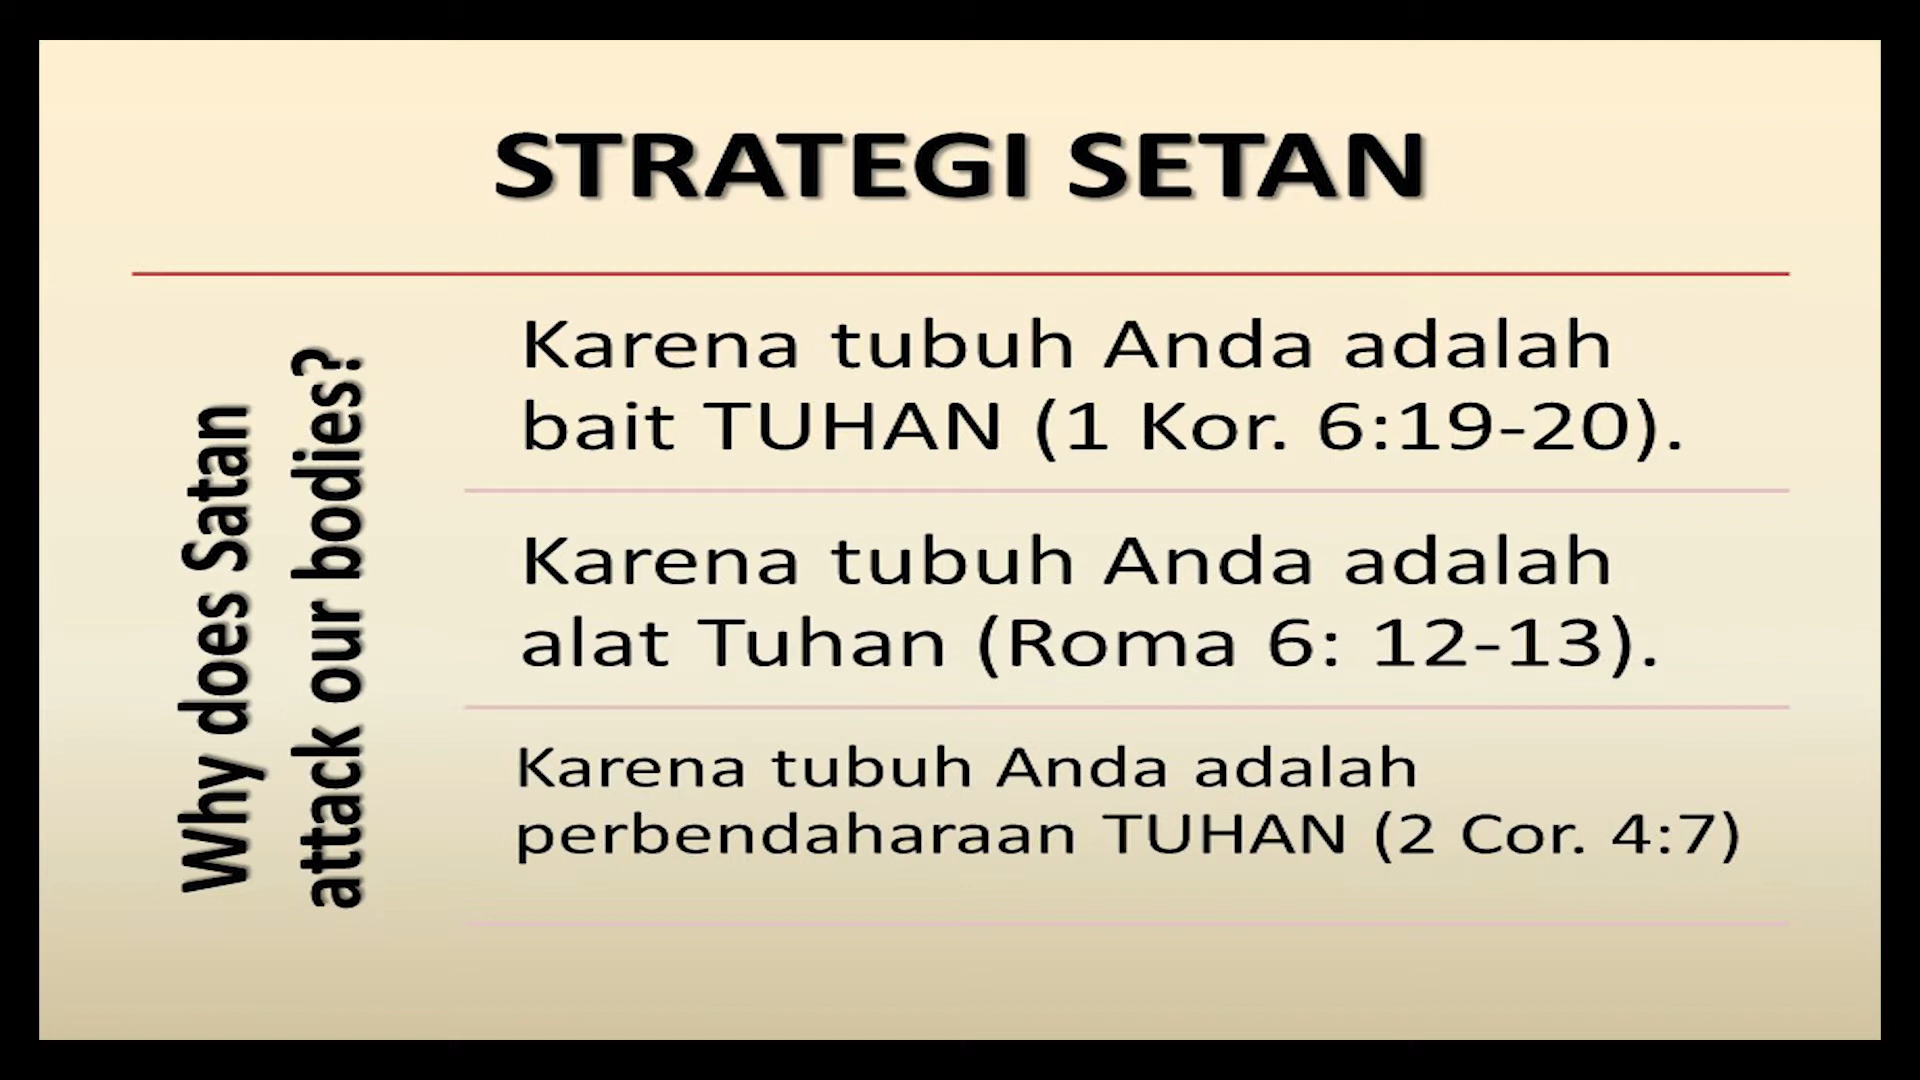 STRATEGI SETAN
Why does Satan
attack our bodies?
Karena tubuh Anda adalah
bait TUHAN (1 Kor. 6:19-20).
Karena tubuh Anda adalah
alat Tuhan (Roma 6: 12-13).
Karena tubuh Anda adalah
perbendaharaan TUHAN (2 Cor. 4:7)